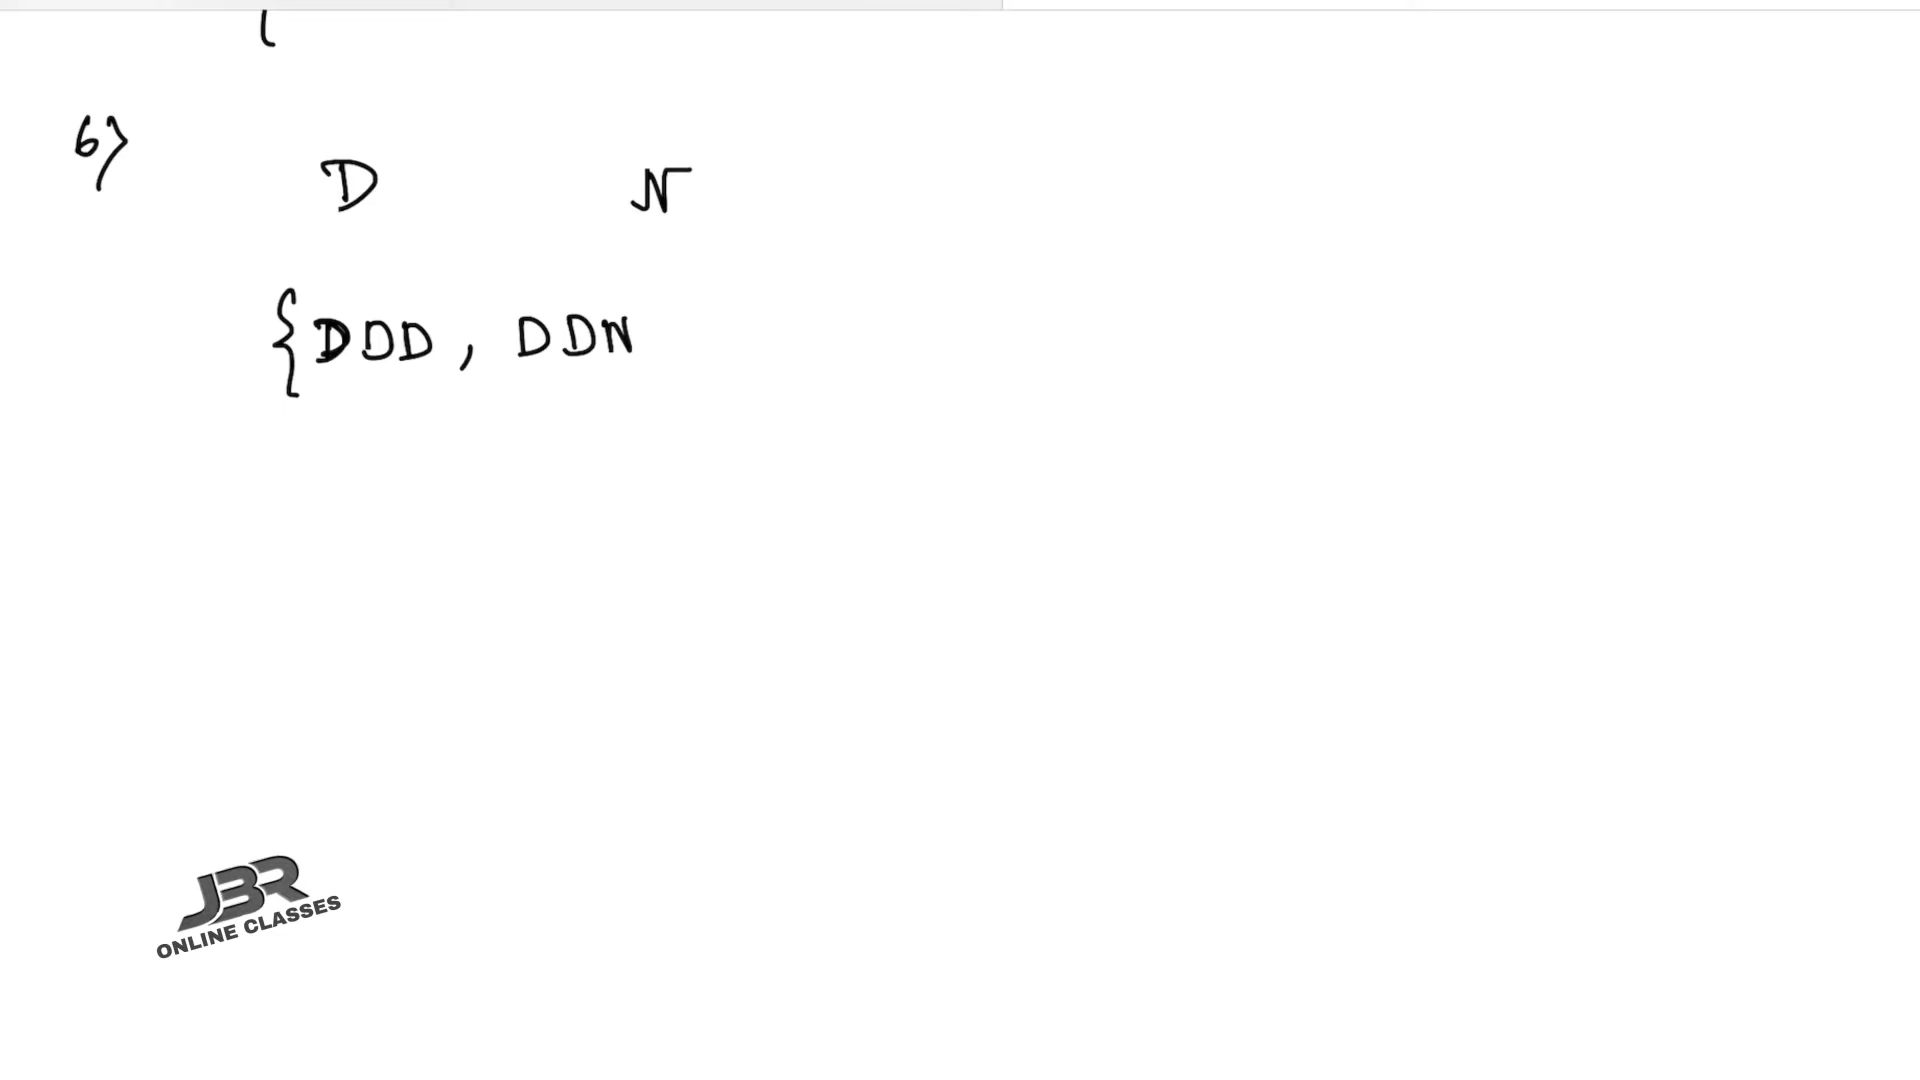 6)
D N
{DDD, DDN
JBR
ONLINE CLASSES